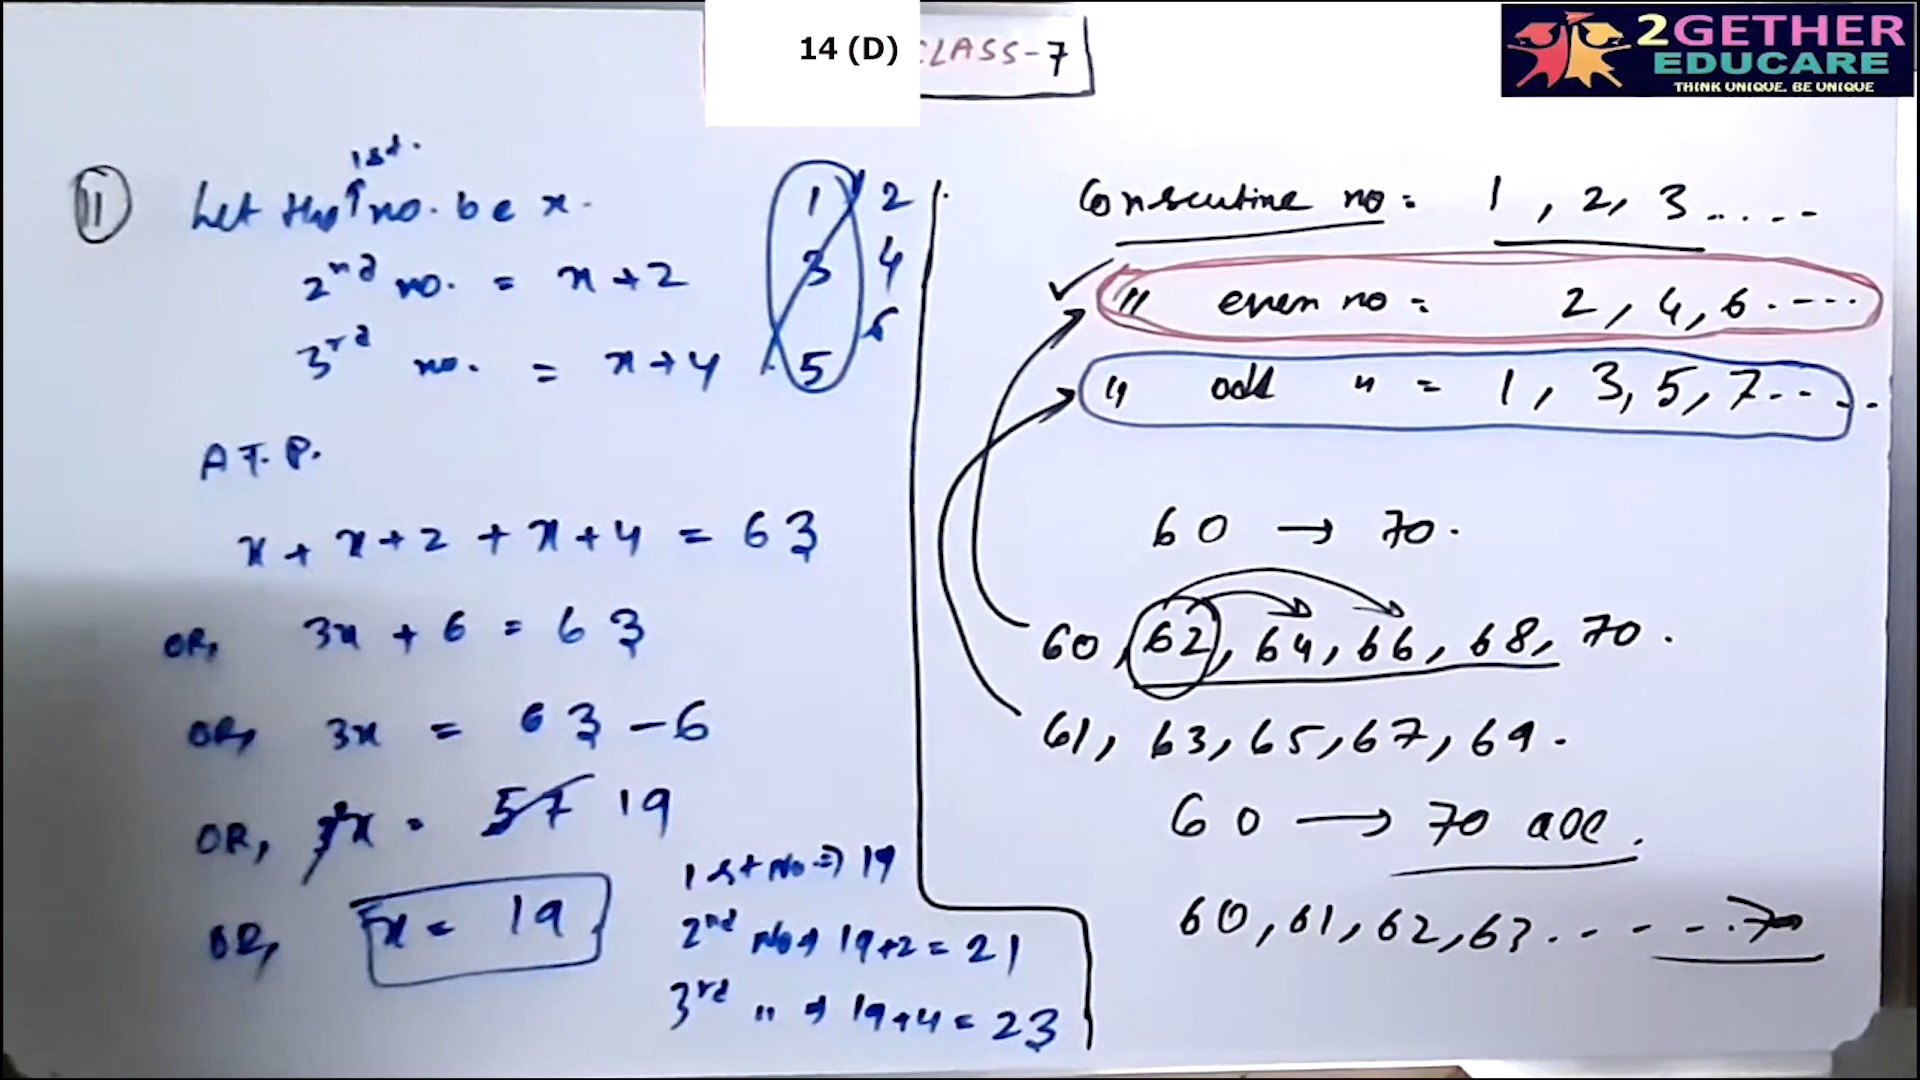 14 (D) CLASS-7
2GETHER
EDUCARE
THINK UNIQUE. BE UNIQUE
11 Let the 1st. no. be x.
2nd no. = x+2
3rd no. = x+4
1 2
3 4
5 6
A.T.P.
x + x+2 + x+4 = 63
OR, 3x + 6 = 63
OR, 3x = 63 - 6
OR, 3x = 57 19
OR, x = 19
1st No ⇒ 19
2nd No ⇒ 19+2 = 21
3rd " ⇒ 19+4 = 23
Consecutive no = 1, 2, 3.....
" even no = 2, 4, 6.----
" odd " = 1, 3, 5, 7.....
60 → 70.
60, 62, 64, 66, 68, 70.
61, 63, 65, 67, 69.
60 → 70
60, 61, 62, 63.----.70